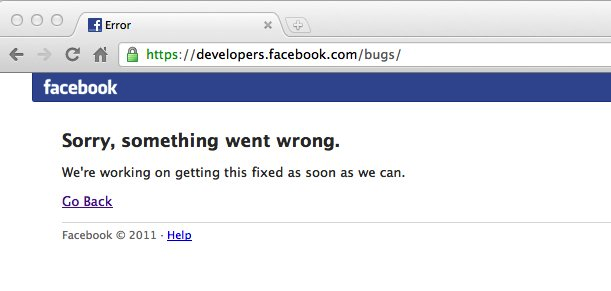 Error
https://developers.facebook.com/bugs/
facebook
Sorry, something went wrong.
We're working on getting this fixed as soon as we can.
Go Back
Facebook © 2011 · Help